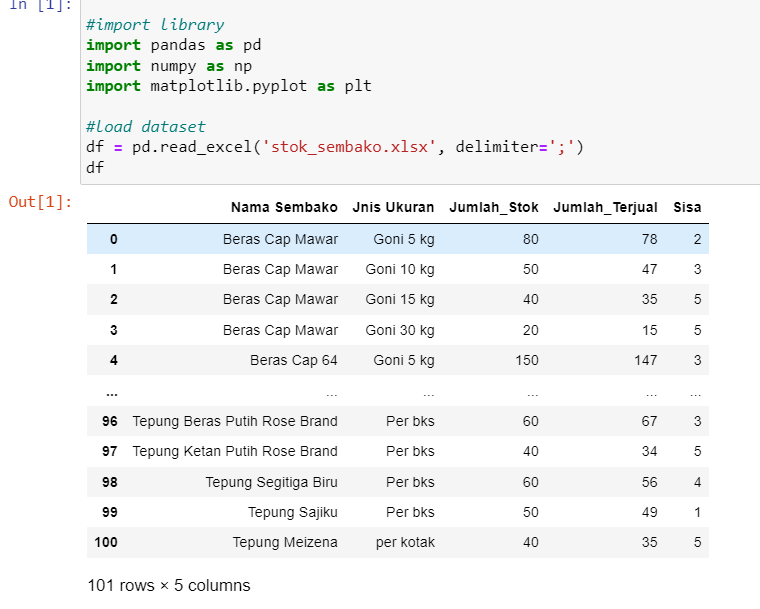 In [1]:
#import library
import pandas as pd
import numpy as np
import matplotlib.pyplot as plt
#load dataset
df = pd.read_excel('stok_sembako.xlsx', delimiter=';')
df
Out[1]:
Nama Sembako Jnis Ukuran Jumlah_Stok Jumlah_Terjual Sisa
0 Beras Cap Mawar Goni 5 kg 80 78 2
1 Beras Cap Mawar Goni 10 kg 50 47 3
2 Beras Cap Mawar Goni 15 kg 40 35 5
3 Beras Cap Mawar Goni 30 kg 20 15 5
4 Beras Cap 64 Goni 5 kg 150 147 3
... ... ... ... ... ...
96 Tepung Beras Putih Rose Brand Per bks 60 67 3
97 Tepung Ketan Putih Rose Brand Per bks 40 34 5
98 Tepung Segitiga Biru Per bks 60 56 4
99 Tepung Sajiku Per bks 50 49 1
100 Tepung Meizena per kotak 40 35 5
101 rows × 5 columns